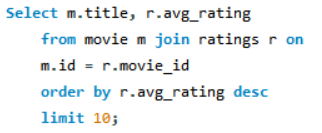 Select m.title, r.avg_rating
from movie m join ratings r on
m.id = r.movie_id
order by r.avg_rating desc
limit 10;